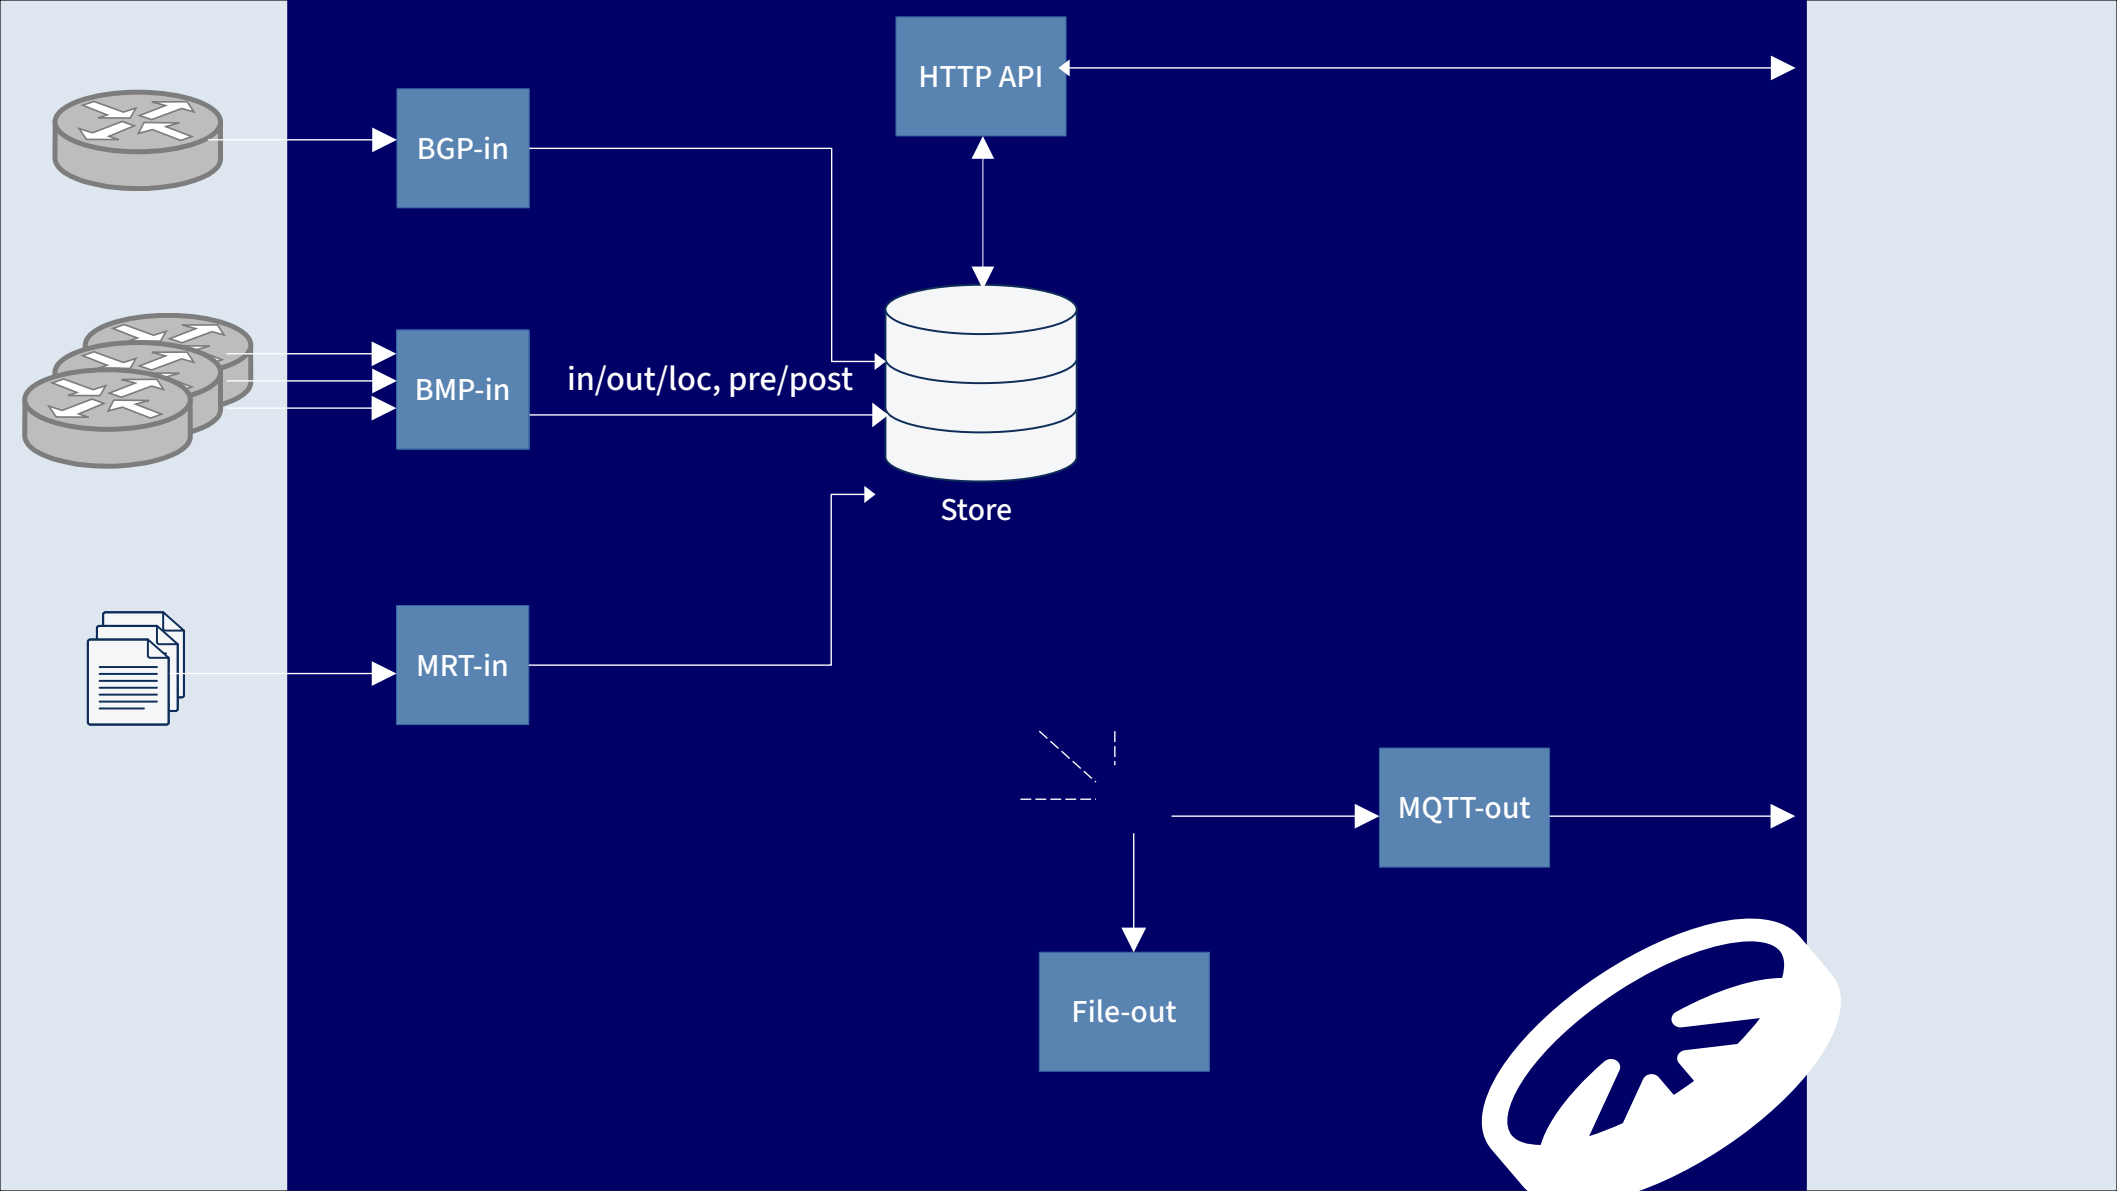 HTTP API
BGP-in
BMP-in
in/out/loc, pre/post
Store
MRT-in
MQTT-out
File-out